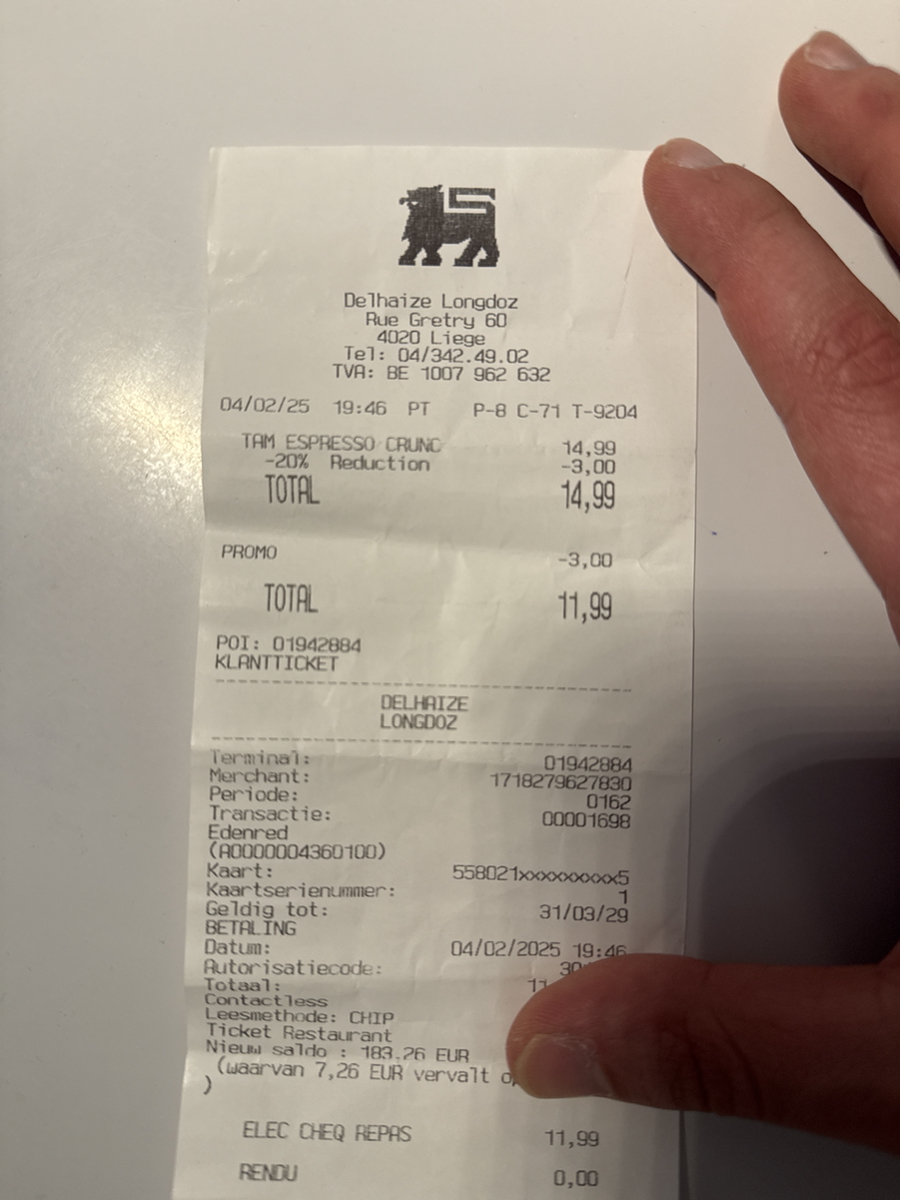 Delhaize Longdoz
Rue Gretry 60
4020 Liege
Tel: 04/342.49.02
TVA: BE 1007 962 632
04/02/25 19:46 PT P-8 C-71 T-9204
TAM ESPRESSO CRUNC 14,99
-20% Reduction -3,00
TOTAL 14,99
PROMO -3,00
TOTAL 11,99
POI: 01942884
KLANTTICKET
DELHAIZE
LONGDOZ
Terminal: 01942884
Merchant: 1718279627830
Periode: 0162
Transactie: 00001698
Edenred
(A0000004360100)
Kaart: 558021xxxxxxxxxx5
Kaartserienummer: 1
Geldig tot: 31/03/29
BETALING
Datum: 04/02/2025 19:46
Autorisatiecode:
Totaal:
Contactless
Leesmethode: CHIP
Ticket Restaurant
Nieuw saldo : 183,26 EUR
(waarvan 7,26 EUR vervalt
)
ELEC CHEQ REPAS 11,99
RENDU 0,00